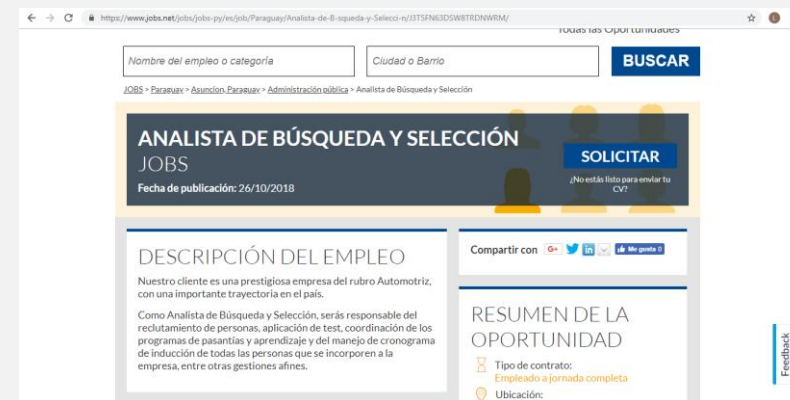 https://www.jobs.net/jobs/jobs-py/es/job/Paraguay/Analista-de-B-squeda-y-Selecci-n/J3T5FN63DSW8TRDNWRM/
Todas las Oportunidades
Nombre del empleo o categoría
Ciudad o Barrio
BUSCAR
JOBS > Paraguay > Asuncion, Paraguay > Administración pública > Analista de Búsqueda y Selección
ANALISTA DE BÚSQUEDA Y SELECCIÓN
JOBS
Fecha de publicación: 26/10/2018
SOLICITAR
¿No estás listo para enviar tu
CV?
DESCRIPCIÓN DEL EMPLEO
Nuestro cliente es una prestigiosa empresa del rubro Automotriz,
con una importante trayectoria en el país.
Como Analista de Búsqueda y Selección, serás responsable del
reclutamiento de personas, aplicación de test, coordinación de los
programas de pasantías y aprendizaje y del manejo de cronograma
de inducción de todas las personas que se incorporen a la
empresa, entre otras gestiones afines.
Compartir con
G+
in
Me gusta 0
RESUMEN DE LA
OPORTUNIDAD
Tipo de contrato:
Empleado a jornada completa
Ubicación:
Feedback